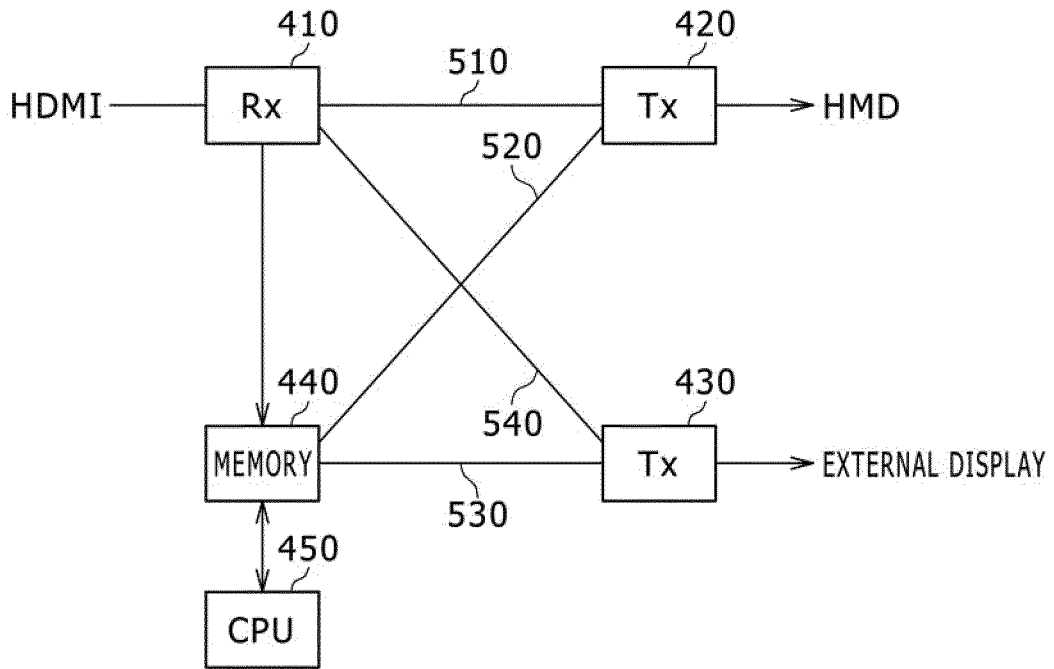 410
420
510
HDMI
Rx
Tx
HMD
520
440
430
540
MEMORY
Tx
EXTERNAL DISPLAY
530
450
CPU